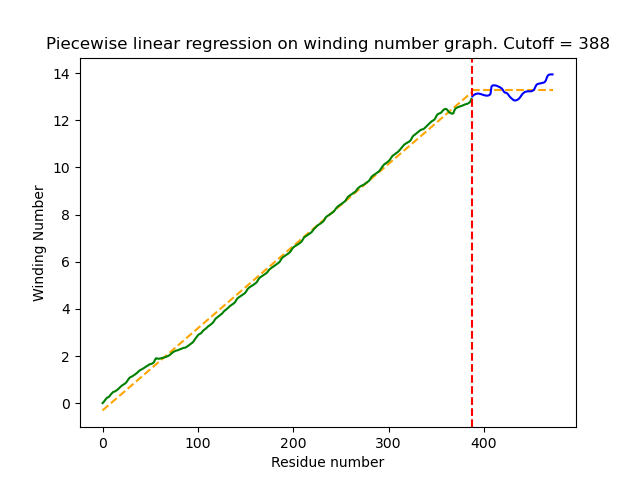 Piecewise linear regression on winding number graph. Cutoff = 388
14
12
10
8
6
4
2
0
Winding Number
0 100 200 300 400
Residue number